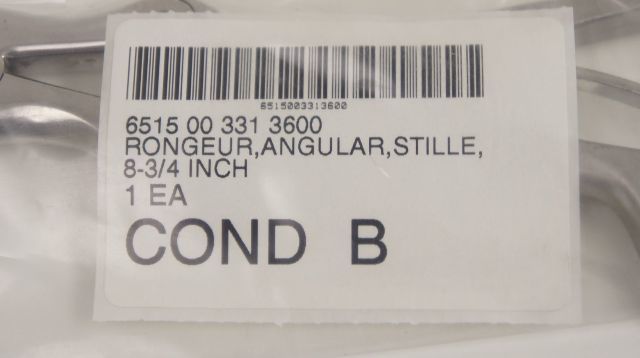 6515003313600
6515 00 331 3600
RONGEUR,ANGULAR,STILLE,
8-3/4 INCH
1 EA
COND B